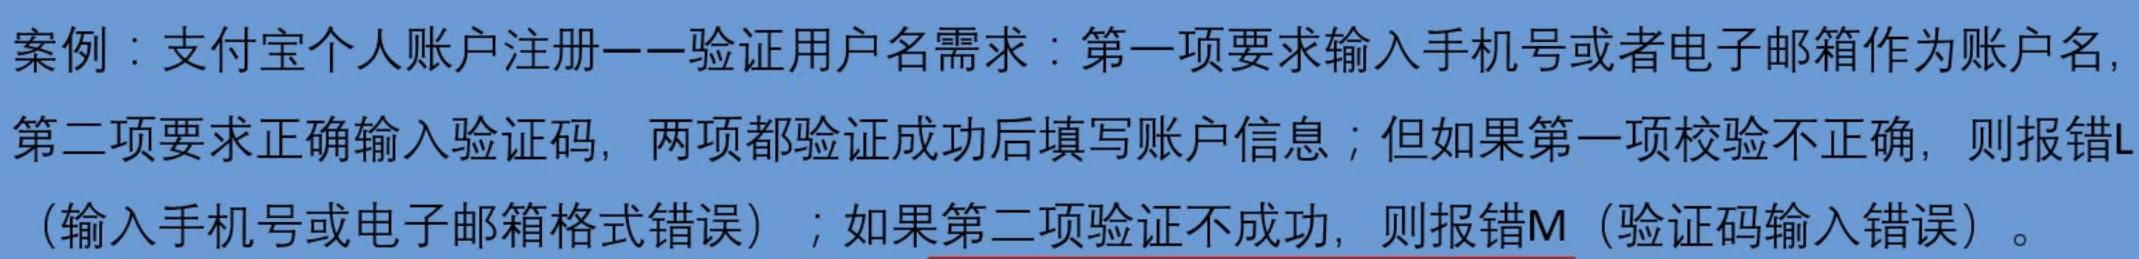 案例：支付宝个人账户注册——验证用户名需求：第一项要求输入手机号或者电子邮箱作为账户名，
第二项要求正确输入验证码，两项都验证成功后填写账户信息；但如果第一项校验不正确，则报错L
（输入手机号或电子邮箱格式错误）；如果第二项验证不成功，则报错M（验证码输入错误）。